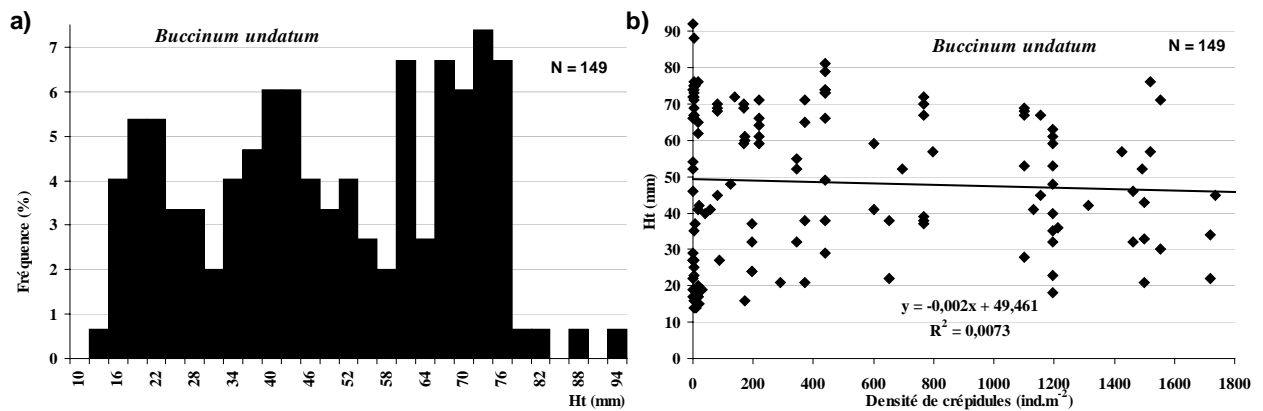 a)
Buccinum undatum
N = 149
Fréquence (%)
7
6
5
4
3
2
1
0
10 16 22 28 34 40 46 52 58 64 70 76 82 88 94
Ht (mm)
b)
Buccinum undatum
N = 149
Ht (mm)
90
80
70
60
50
40
30
20
10
0
y = -0,002x + 49,461
R² = 0,0073
0 200 400 600 800 1000 1200 1400 1600 1800
Densité de crépidules (ind.m⁻²)